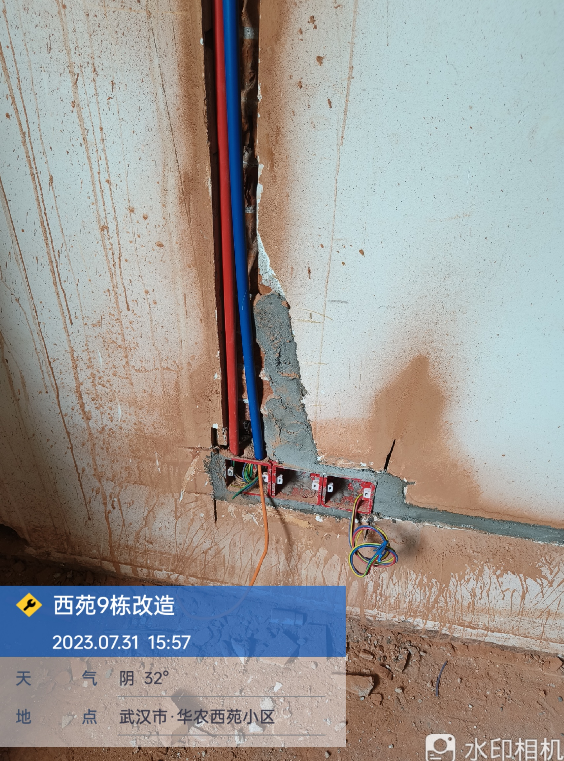 西苑9栋改造
2023.07.31 15:57
天 气 阴 32°
地 点 武汉市·华农西苑小区
水印相机